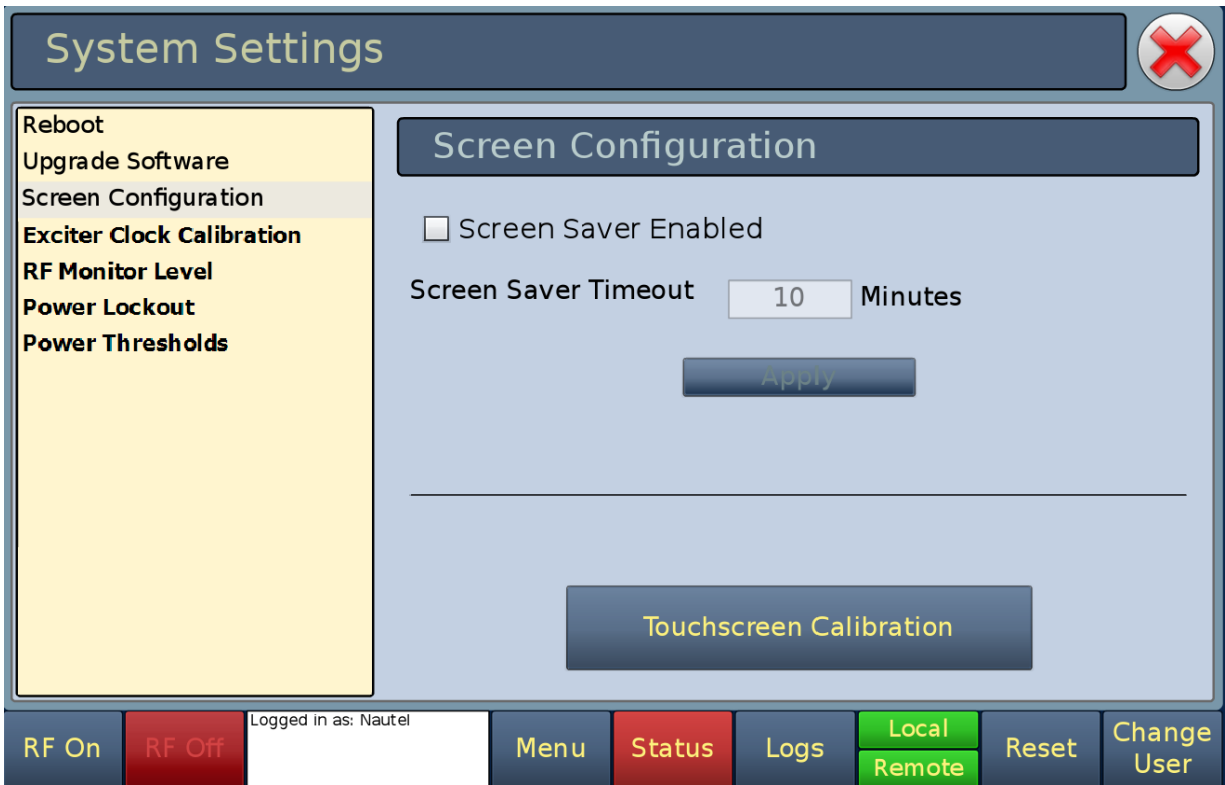 System Settings
Reboot
Upgrade Software
Screen Configuration
Exciter Clock Calibration
RF Monitor Level
Power Lockout
Power Thresholds
Screen Configuration
Screen Saver Enabled
Screen Saver Timeout 10 Minutes
Apply
Touchscreen Calibration
RF On
RF Off
Logged in as: Nautel
Menu
Status
Logs
Local
Remote
Reset
Change
User